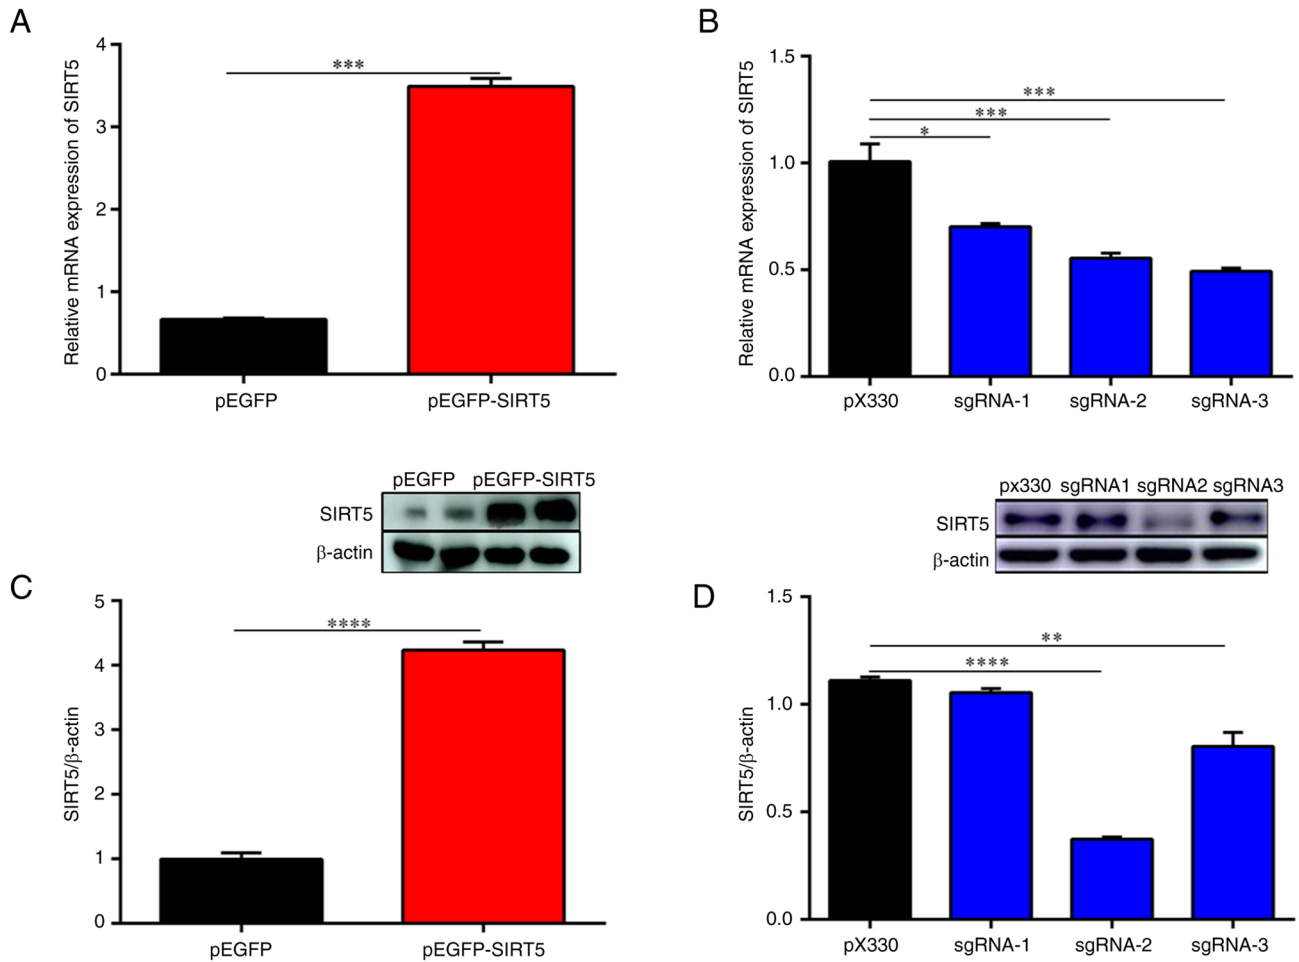 A
Relative mRNA expression of SIRT5
4
3
2
1
0
***
pEGFP
pEGFP-SIRT5
B
Relative mRNA expression of SIRT5
1.5
1.0
0.5
0.0
***
***
*
pX330
sgRNA-1
sgRNA-2
sgRNA-3
pEGFP pEGFP-SIRT5
SIRT5
β-actin
C
SIRT5/β-actin
5
4
3
2
1
0
****
pEGFP
pEGFP-SIRT5
px330 sgRNA1 sgRNA2 sgRNA3
SIRT5
β-actin
D
SIRT5/β-actin
1.5
1.0
0.5
0.0
**
****
pX330
sgRNA-1
sgRNA-2
sgRNA-3